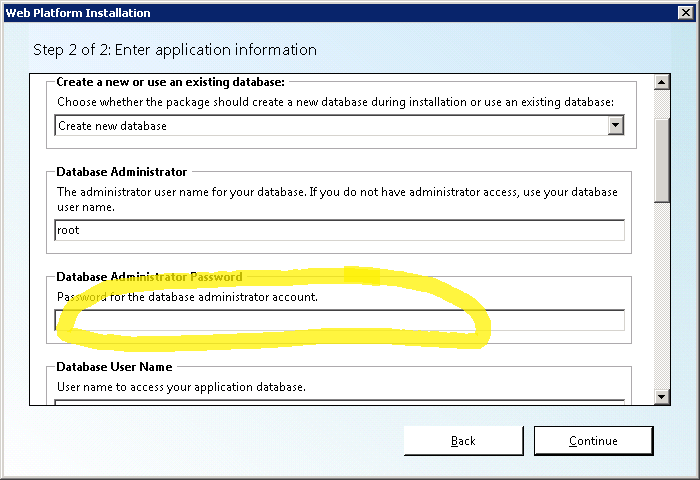 Web Platform Installation
Step 2 of 2: Enter application information
Create a new or use an existing database:
Choose whether the package should create a new database during installation or use an existing database:
Create new database
Database Administrator
The administrator user name for your database. If you do not have administrator access, use your database
user name.
root
Database Administrator Password
Password for the database administrator account.
Database User Name
User name to access your application database.
Back
Continue